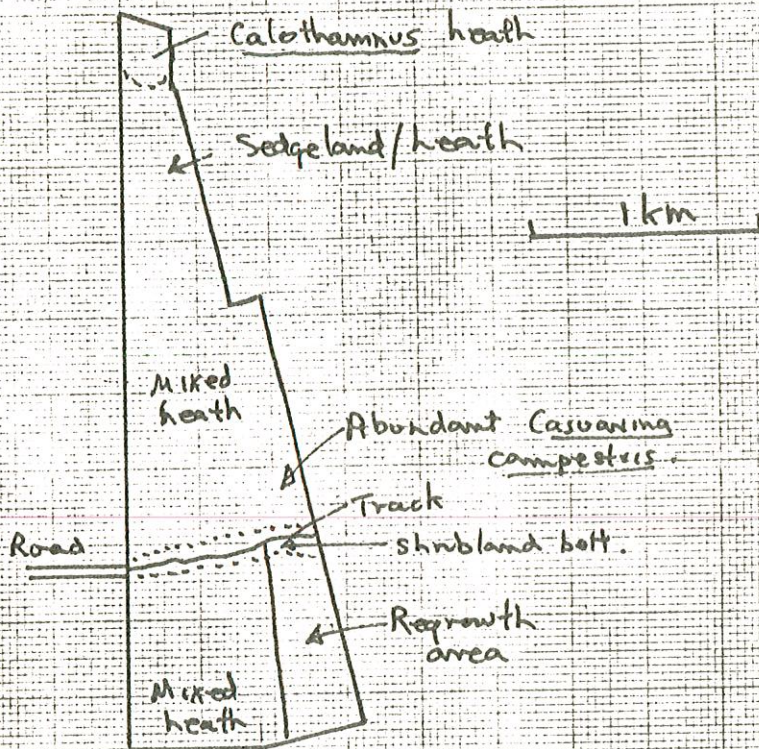 Calothamnus heath
Sedgeland/heath
1km
Mixed
heath
Abundant Casuarina
campestris.
Track
Road
shrubland belt.
Regrowth
area
Mixed
heath